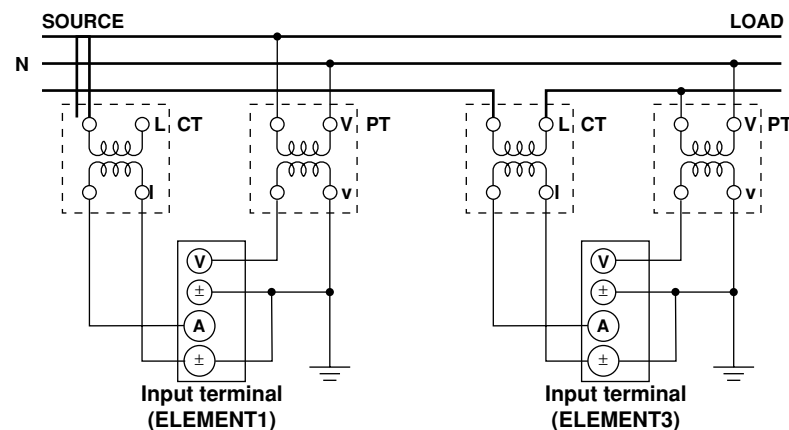 SOURCE LOAD
N
L CT V PT L CT V PT
l v l v
V V
± ±
A A
± ±
Input terminal Input terminal
(ELEMENT1) (ELEMENT3)